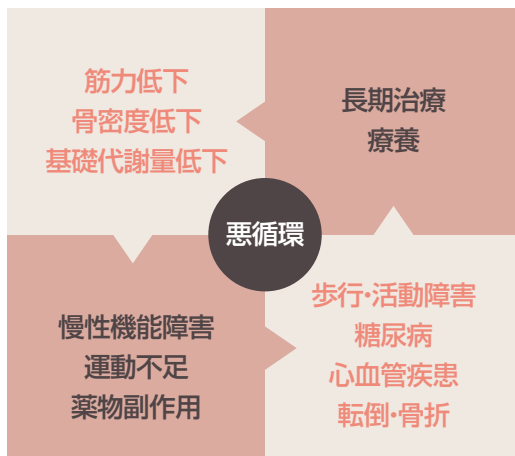 筋力低下
骨密度低下
基礎代謝量低下
長期治療
療養
悪循環
慢性機能障害
運動不足
薬物副作用
歩行・活動障害
糖尿病
心血管疾患
転倒・骨折